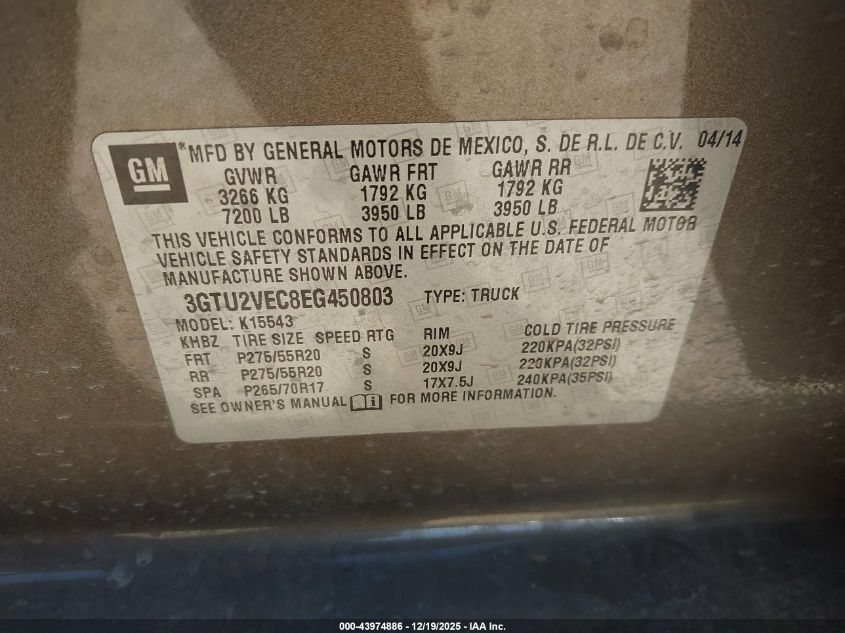 GM
MFD BY GENERAL MOTORS DE MEXICO, S. DE R.L. DE C.V. 04/14
GVWR GAWR FRT GAWR RR
3266 KG 1792 KG 1792 KG
7200 LB 3950 LB 3950 LB
THIS VEHICLE CONFORMS TO ALL APPLICABLE U.S. FEDERAL MOTOR
VEHICLE SAFETY STANDARDS IN EFFECT ON THE DATE OF
MANUFACTURE SHOWN ABOVE.
3GTU2VEC8EG450803 TYPE: TRUCK
MODEL: K15543
KHBZ TIRE SIZE SPEED RTG RIM COLD TIRE PRESSURE
FRT P275/55R20 S 20X9J 220KPA(32PSI)
RR P275/55R20 S 20X9J 220KPA(32PSI)
SPA P265/70R17 S 17X7.5J 240KPA(35PSI)
SEE OWNER'S MANUAL FOR MORE INFORMATION.
000-43974886 - 12/19/2025 - IAA Inc.